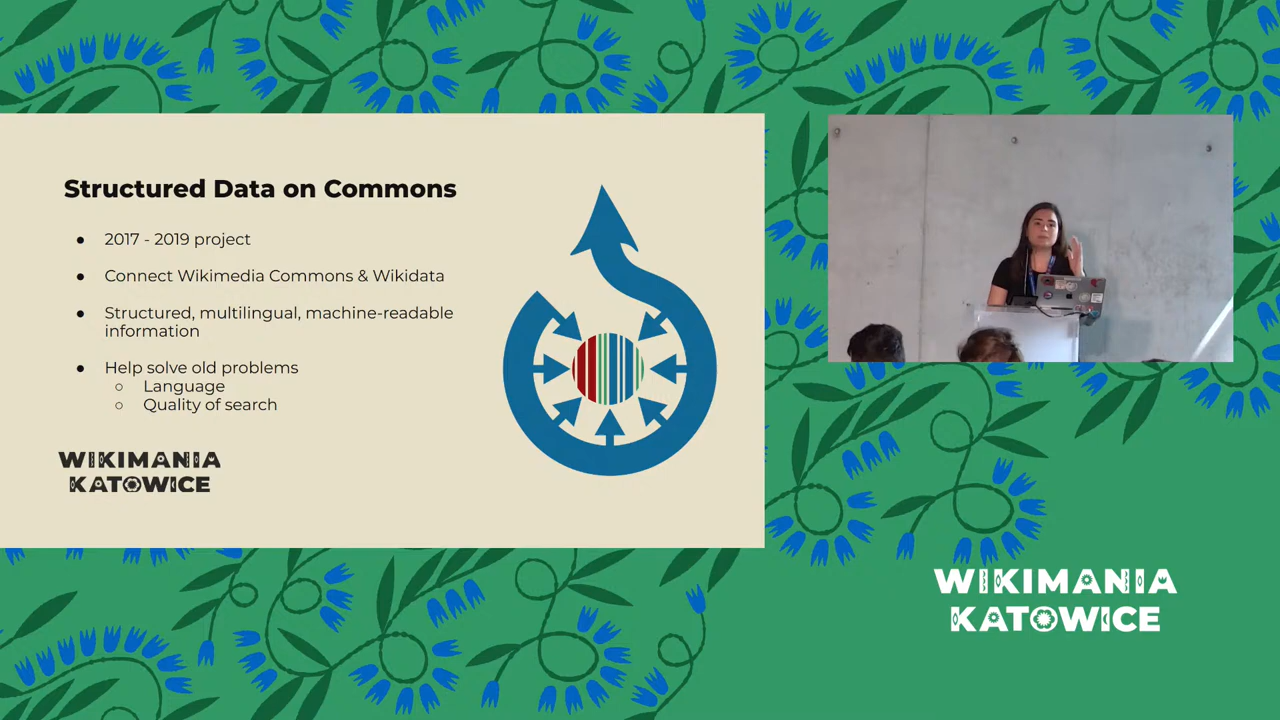 Structured Data on Commons
● 2017 - 2019 project
● Connect Wikimedia Commons & Wikidata
● Structured, multilingual, machine-readable
information
● Help solve old problems
○ Language
○ Quality of search
WIKIMANIA
KATOWICE
WIKIMANIA
KATOWICE